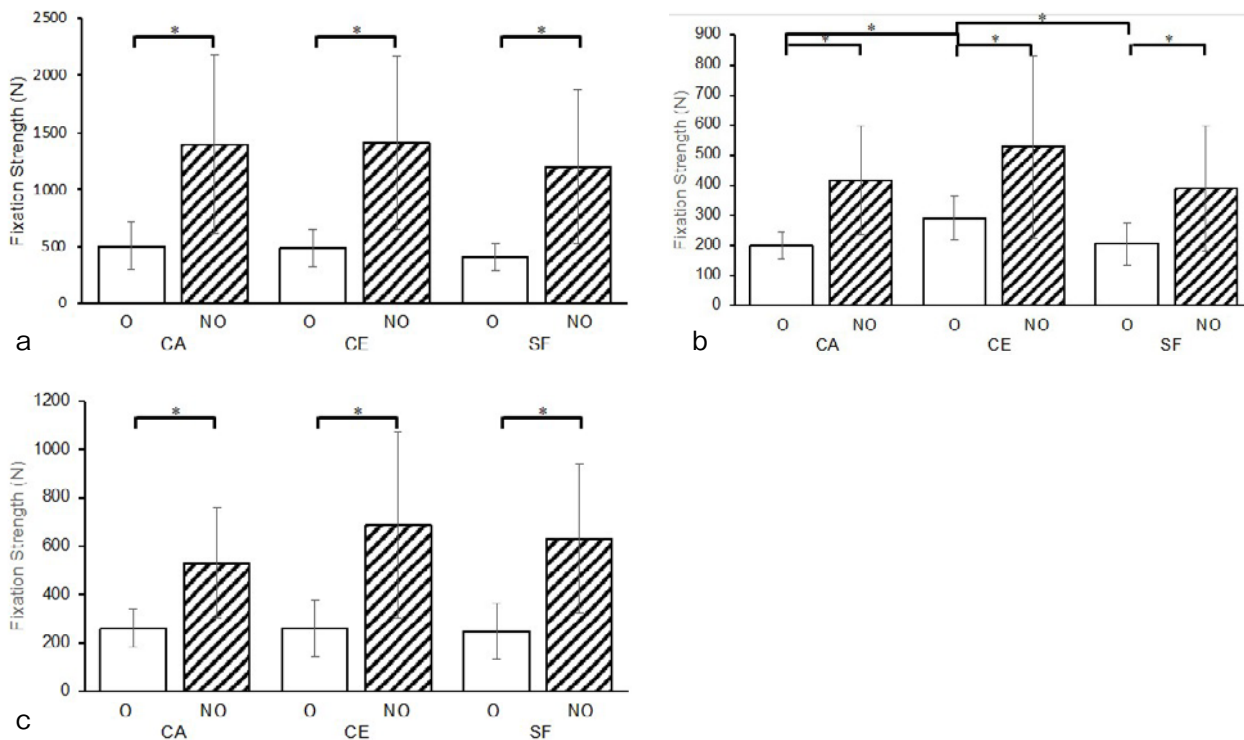 2500
2000
1500
1000
500
0
Fixation Strength (N)
*
*
*
O NO O NO O NO
CA CE SF
a
900
800
700
600
500
400
300
200
100
0
Fixation Strength (N)
* *
* * *
O NO O NO O NO
CA CE SF
b
1200
1000
800
600
400
200
0
Fixation Strength (N)
* * *
O NO O NO O NO
CA CE SF
c